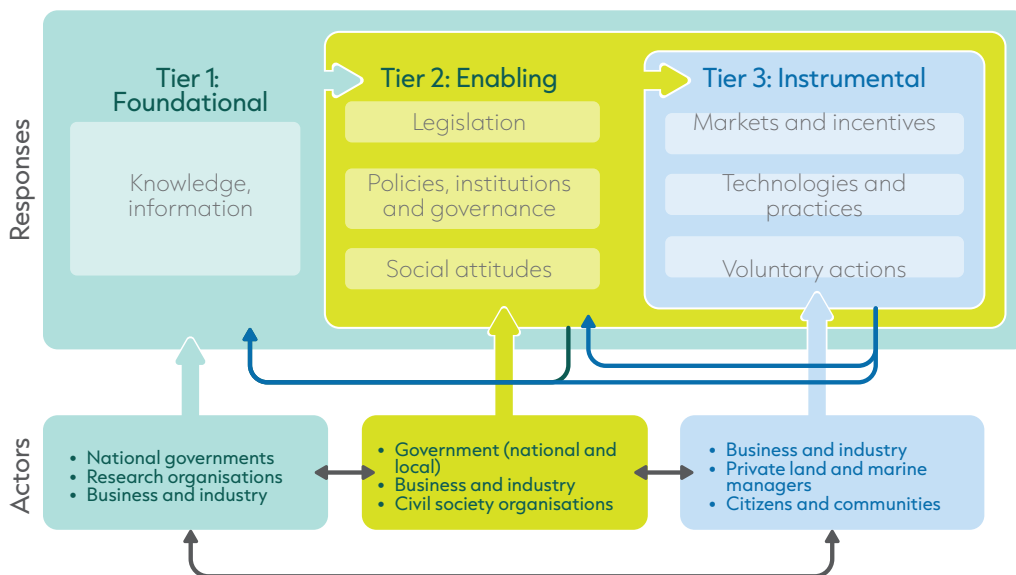 Responses
Tier 1:
Foundational
Knowledge,
information
Tier 2: Enabling
Legislation
Policies, institutions
and governance
Social attitudes
Tier 3: Instrumental
Markets and incentives
Technologies and
practices
Voluntary actions
Actors
• National governments
• Research organisations
• Business and industry
• Government (national and
local)
• Business and industry
• Civil society organisations
• Business and industry
• Private land and marine
managers
• Citizens and communities